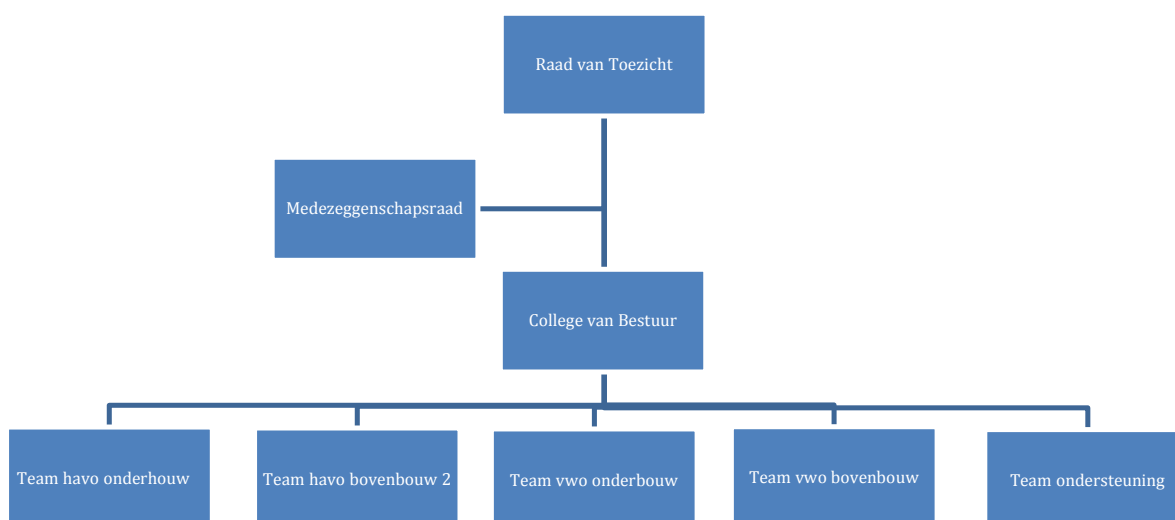 Raad van Toezicht
Medezeggenschapsraad
College van Bestuur
Team havo onderhouw
Team havo bovenbouw 2
Team vwo onderbouw
Team vwo bovenbouw
Team ondersteuning